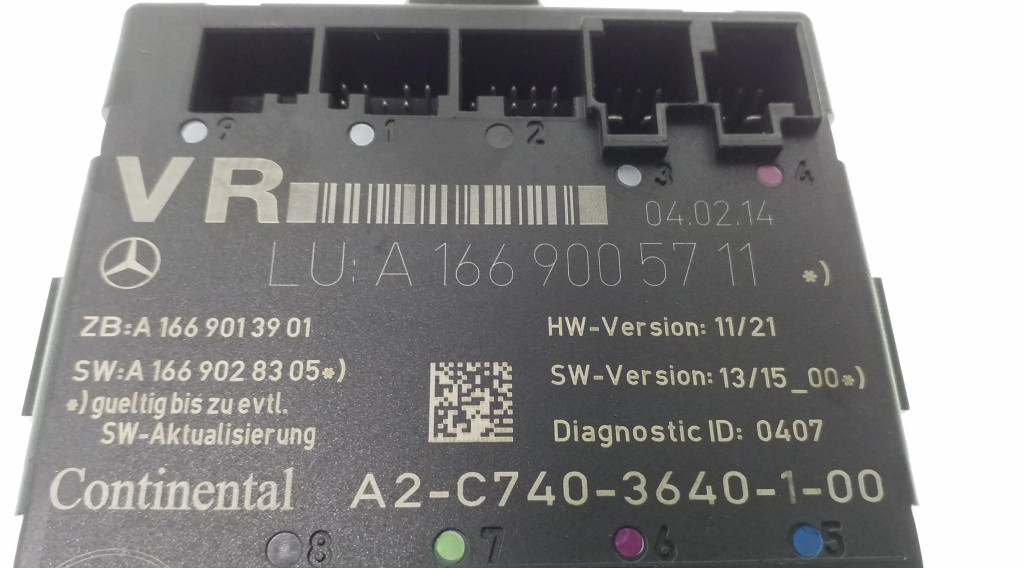 9 1 2
3 4
VR
04.02.14
LU: A 166 900 57 11 *)
ZB:A 166 901 39 01
HW-Version: 11/21
SW:A 166 902 83 05*)
SW-Version: 13/15_00*)
*) gueltig bis zu evtl.
SW-Aktualisierung
Diagnostic ID: 0407
Continental A2-C740-3640-1-00
8 7 6 5